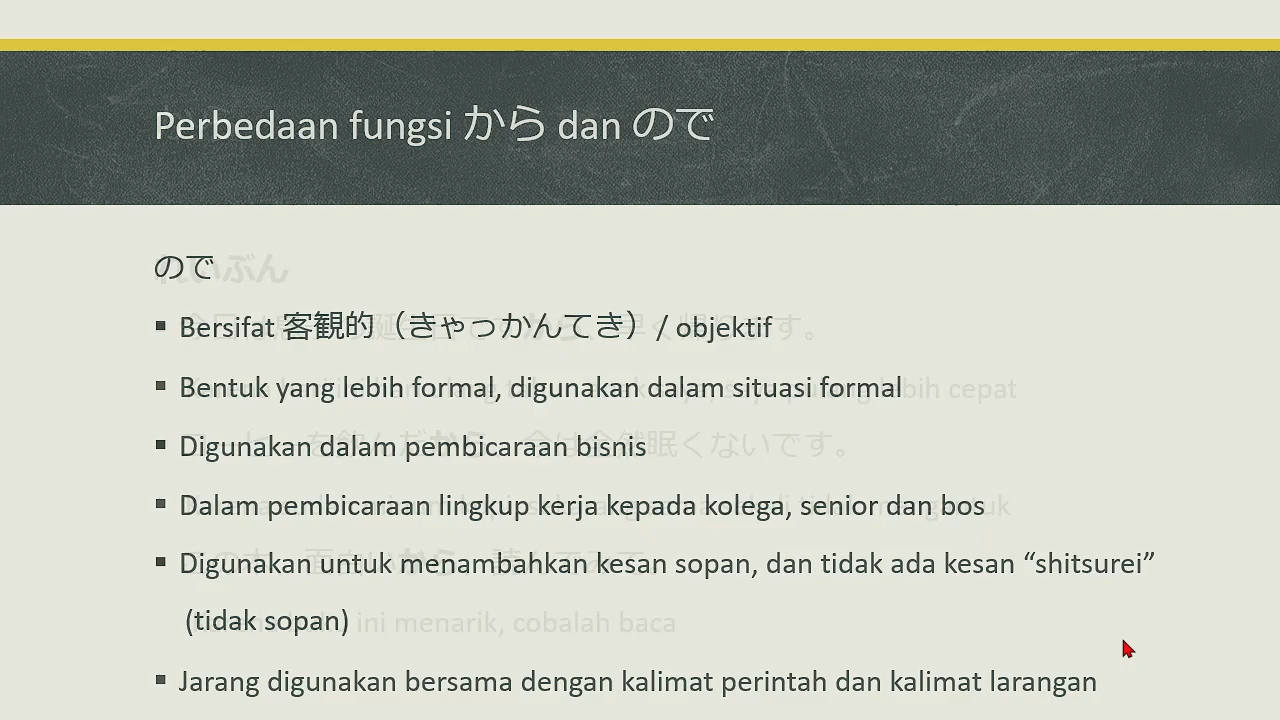 Perbedaan fungsi から dan ので
ので
Bersifat 客観的（きゃっかんてき）/ objektif
Bentuk yang lebih formal, digunakan dalam situasi formal
Digunakan dalam pembicaraan bisnis
Dalam pembicaraan lingkup kerja kepada kolega, senior dan bos
Digunakan untuk menambahkan kesan sopan, dan tidak ada kesan “shitsurei”
(tidak sopan)
Jarang digunakan bersama dengan kalimat perintah dan kalimat larangan